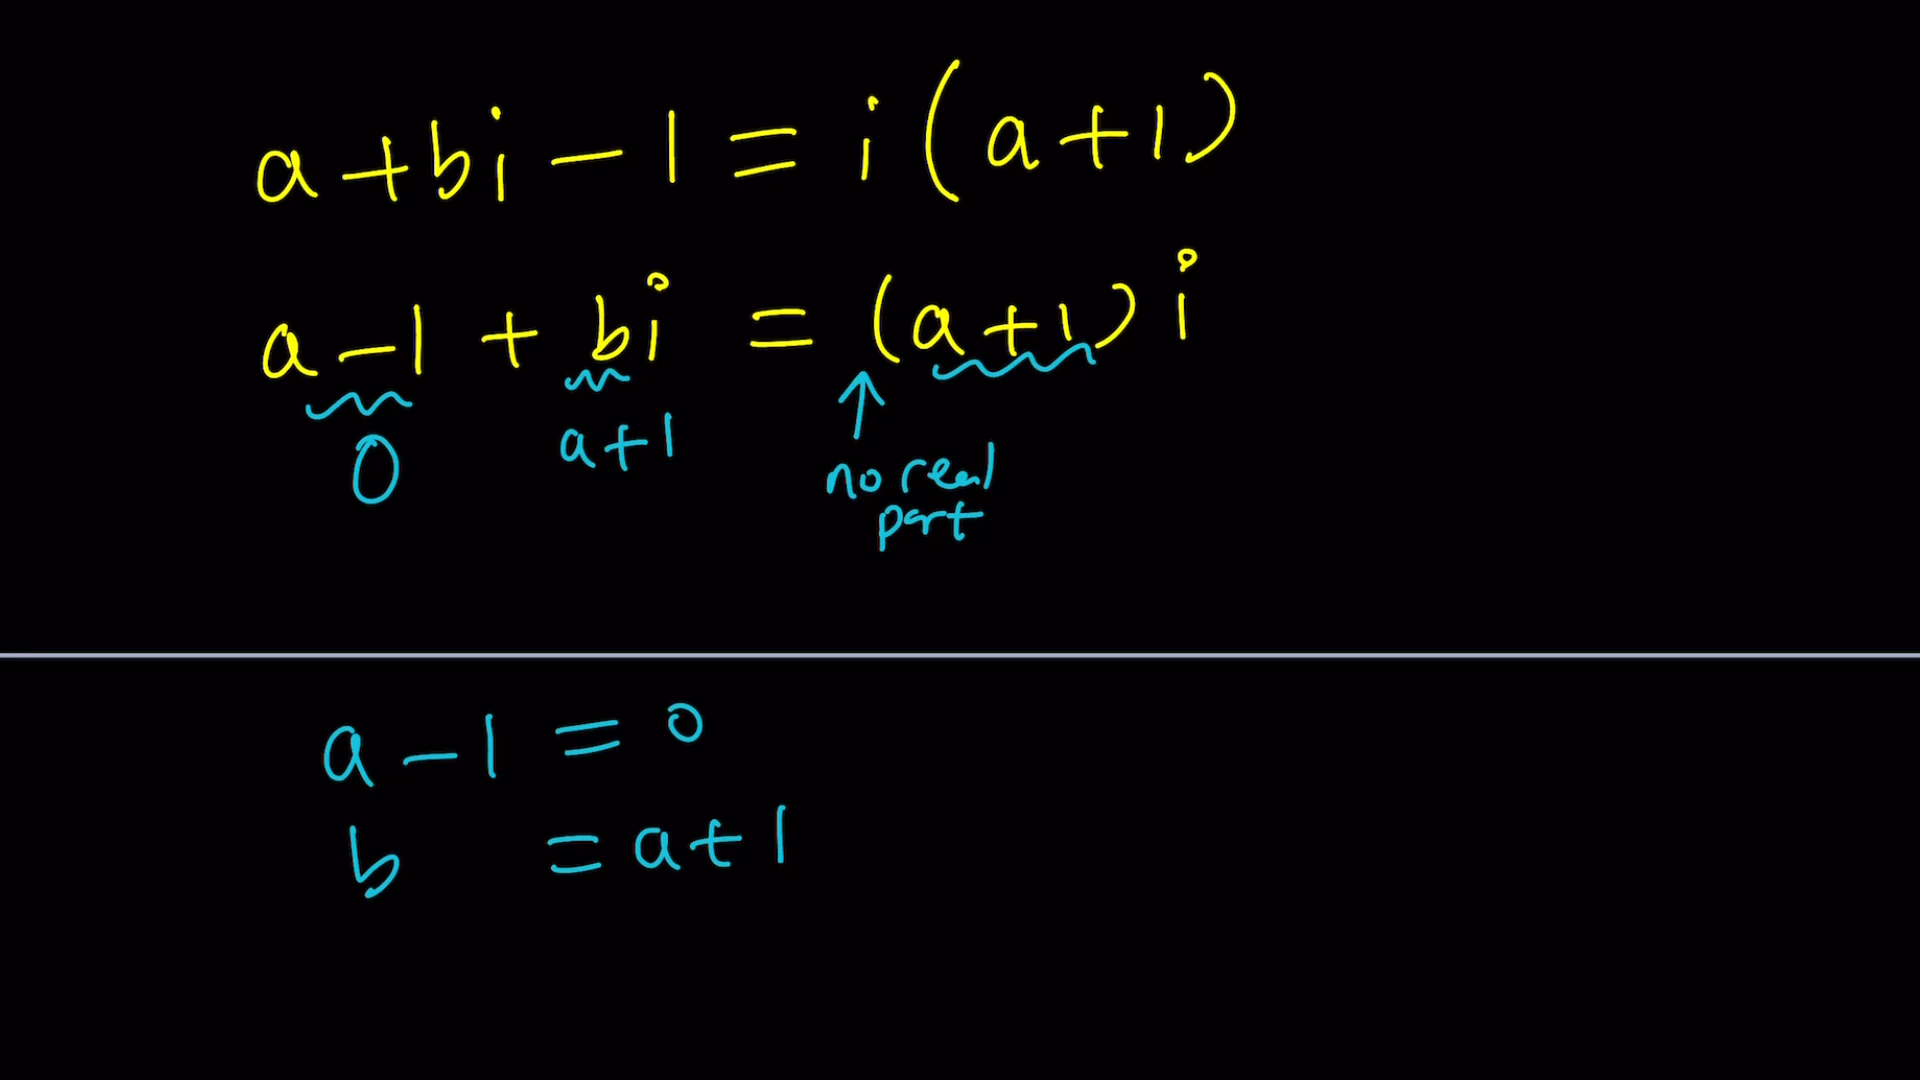 a+bi-1=i(a+1)
a-1+bi=(a+1)i
0 a+1 no real
part
a-1=0
b=a+1